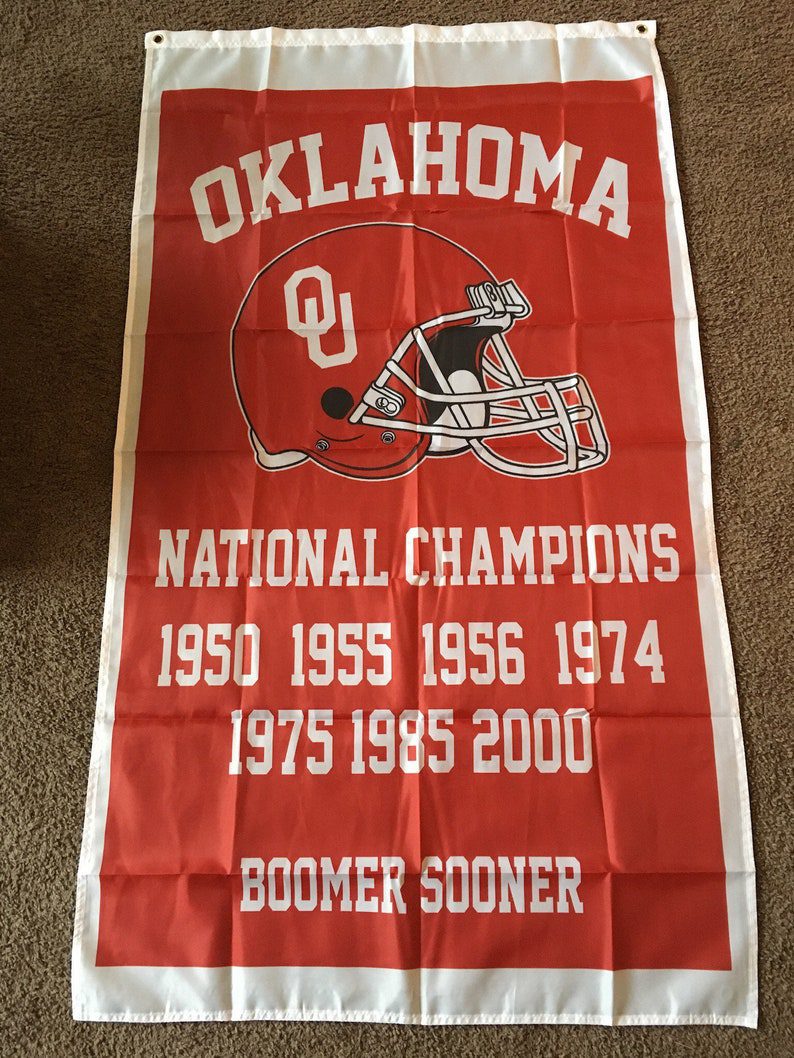 OKLAHOMA
OU
NATIONAL CHAMPIONS
1950 1955 1956 1974
1975 1985 2000
BOOMER SOONER